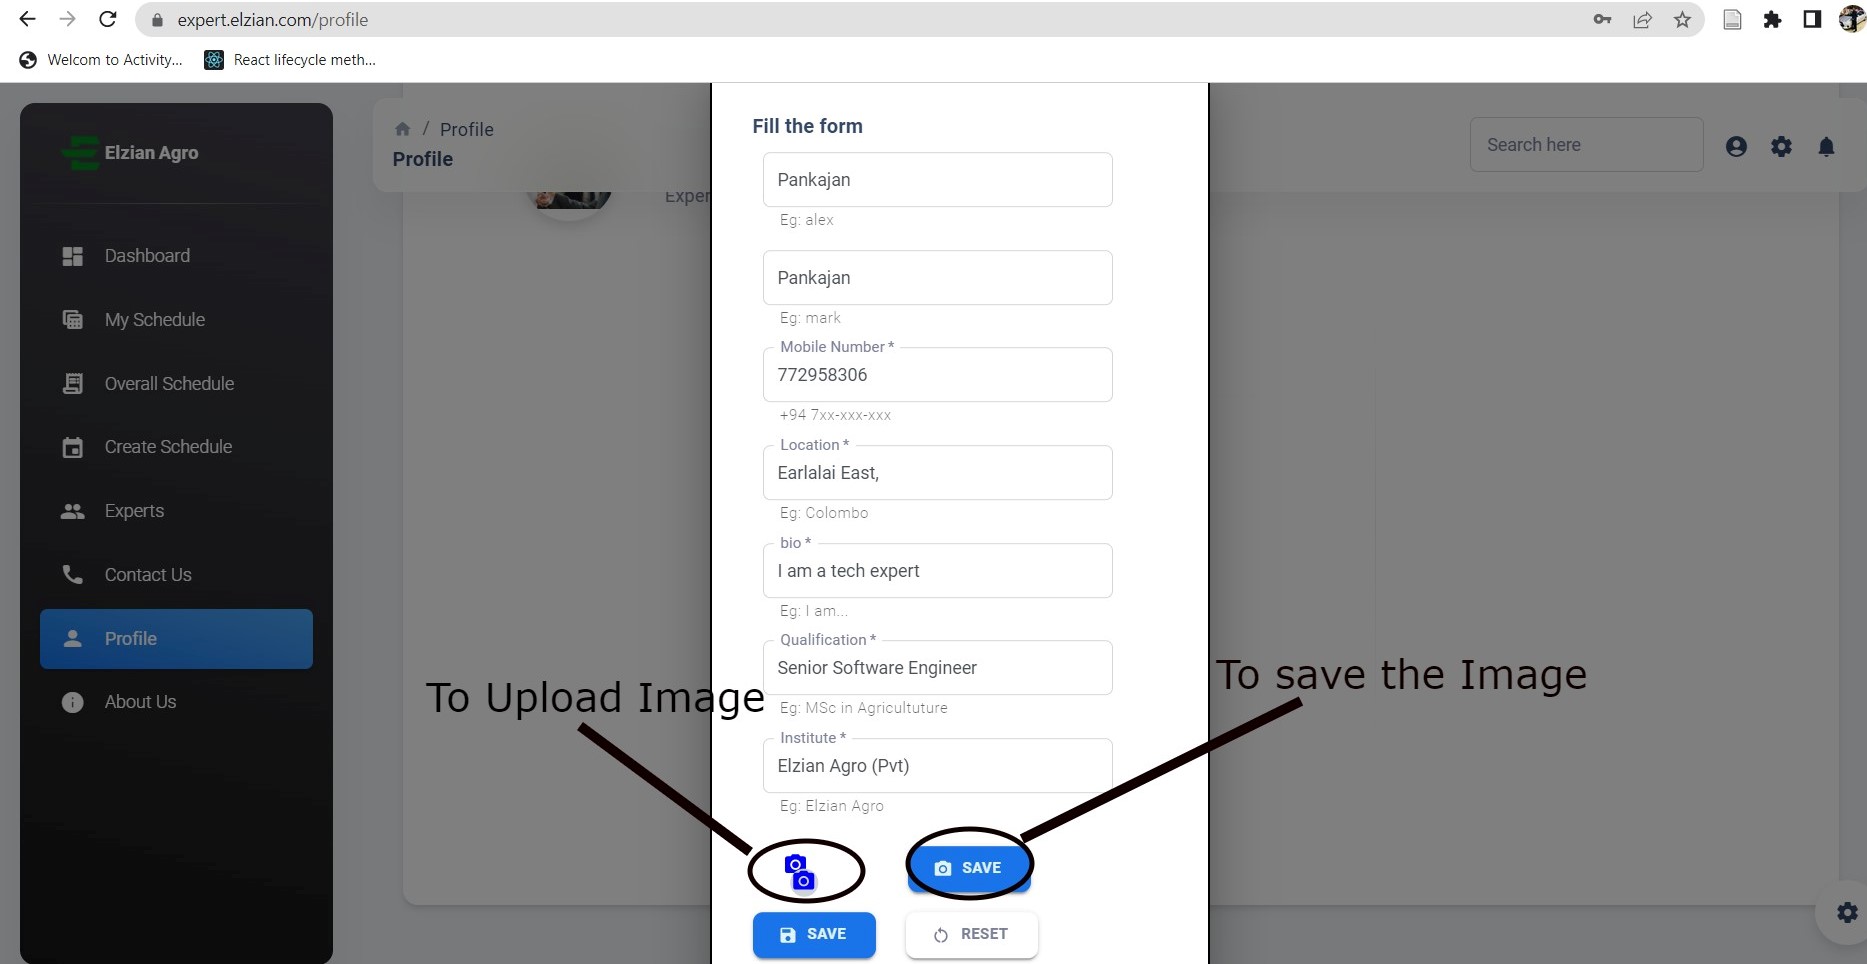 expert.elzian.com/profile
Welcom to Activity...
React lifecycle meth...
Elzian Agro
Dashboard
My Schedule
Overall Schedule
Create Schedule
Experts
Contact Us
Profile
About Us
/ Profile
Profile
Exper
Search here
Fill the form
Pankajan
Eg: alex
Pankajan
Eg: mark
Mobile Number *
772958306
+94 7xx-xxx-xxx
Location *
Earlalai East,
Eg: Colombo
bio *
I am a tech expert
Eg: I am...
Qualification *
Senior Software Engineer
Eg: MSc in Agricultuture
Institute *
Elzian Agro (Pvt)
Eg: Elzian Agro
To Upload Image
To save the Image
SAVE
SAVE
RESET